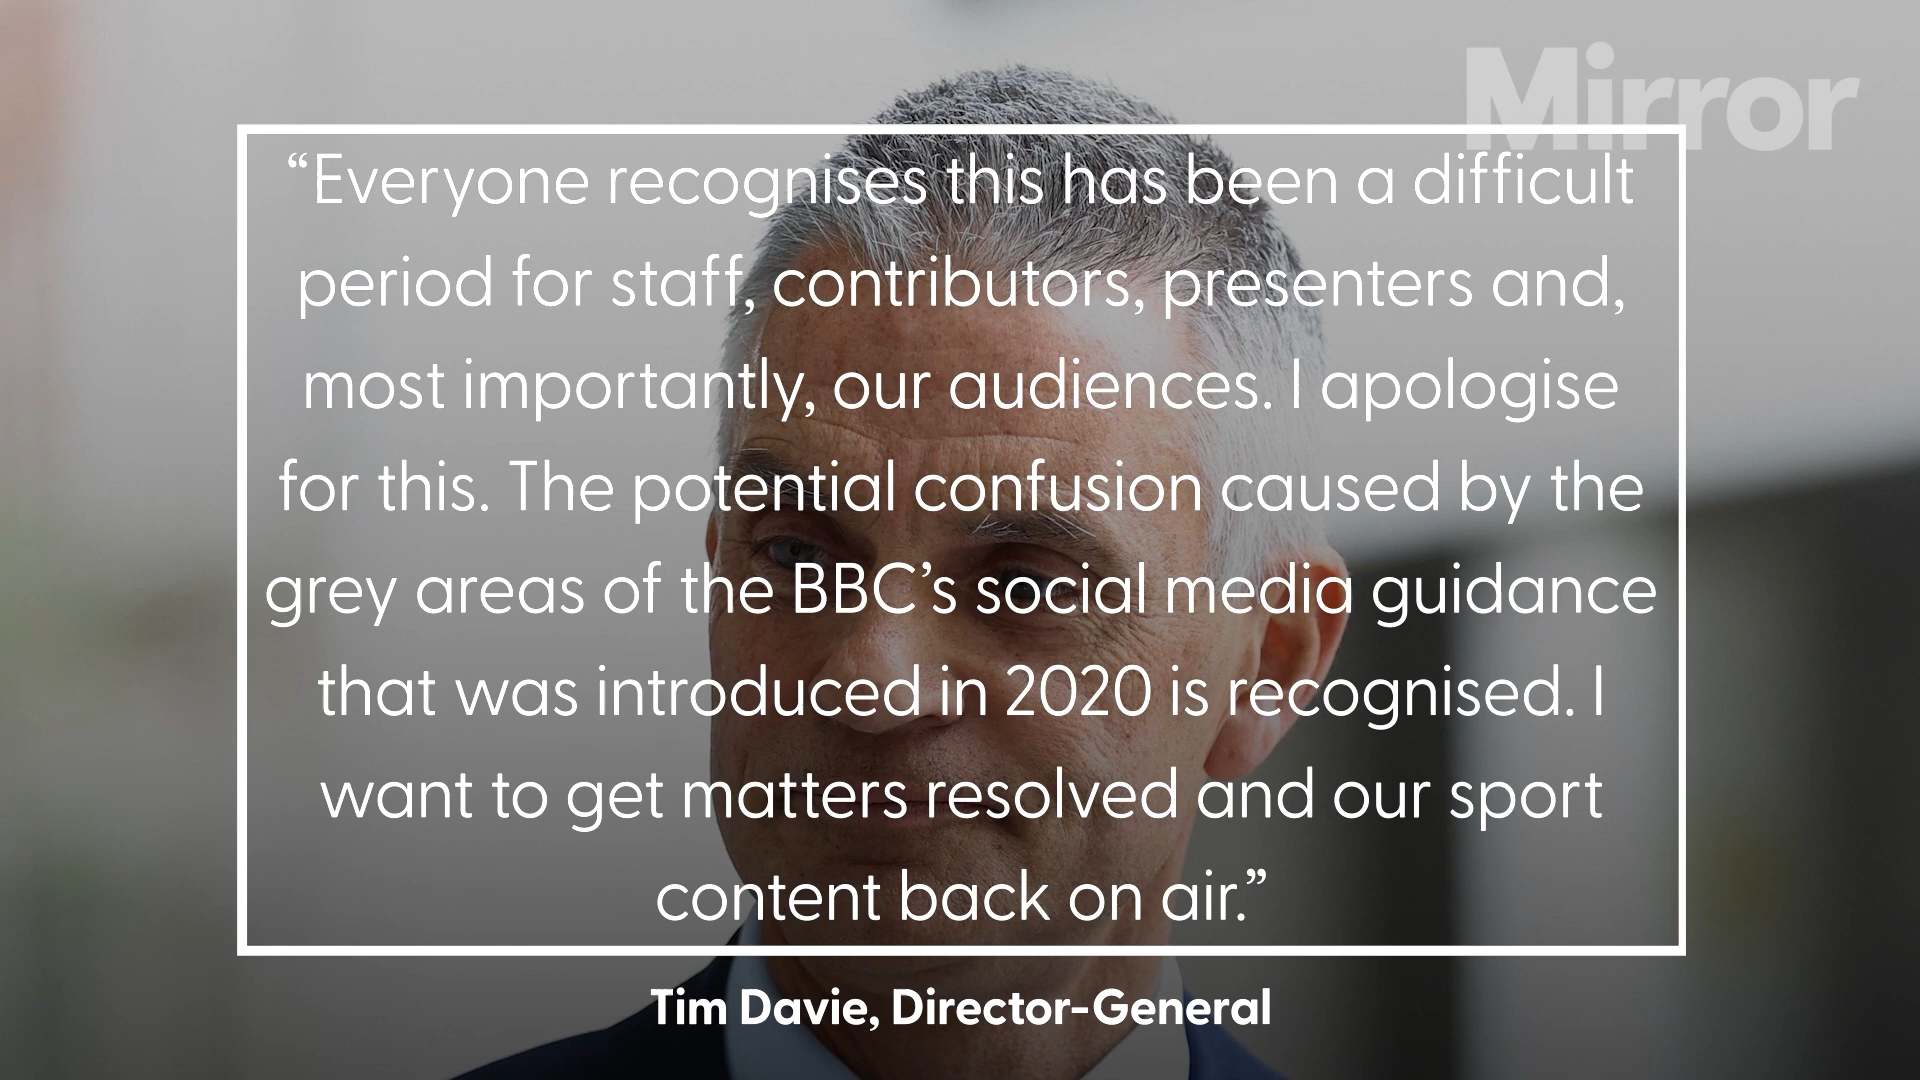 Mirror
“Everyone recognises this has been a difficult
period for staff, contributors, presenters and,
most importantly, our audiences. I apologise
for this. The potential confusion caused by the
grey areas of the BBC’s social media guidance
that was introduced in 2020 is recognised. I
want to get matters resolved and our sport
content back on air.”
Tim Davie, Director-General